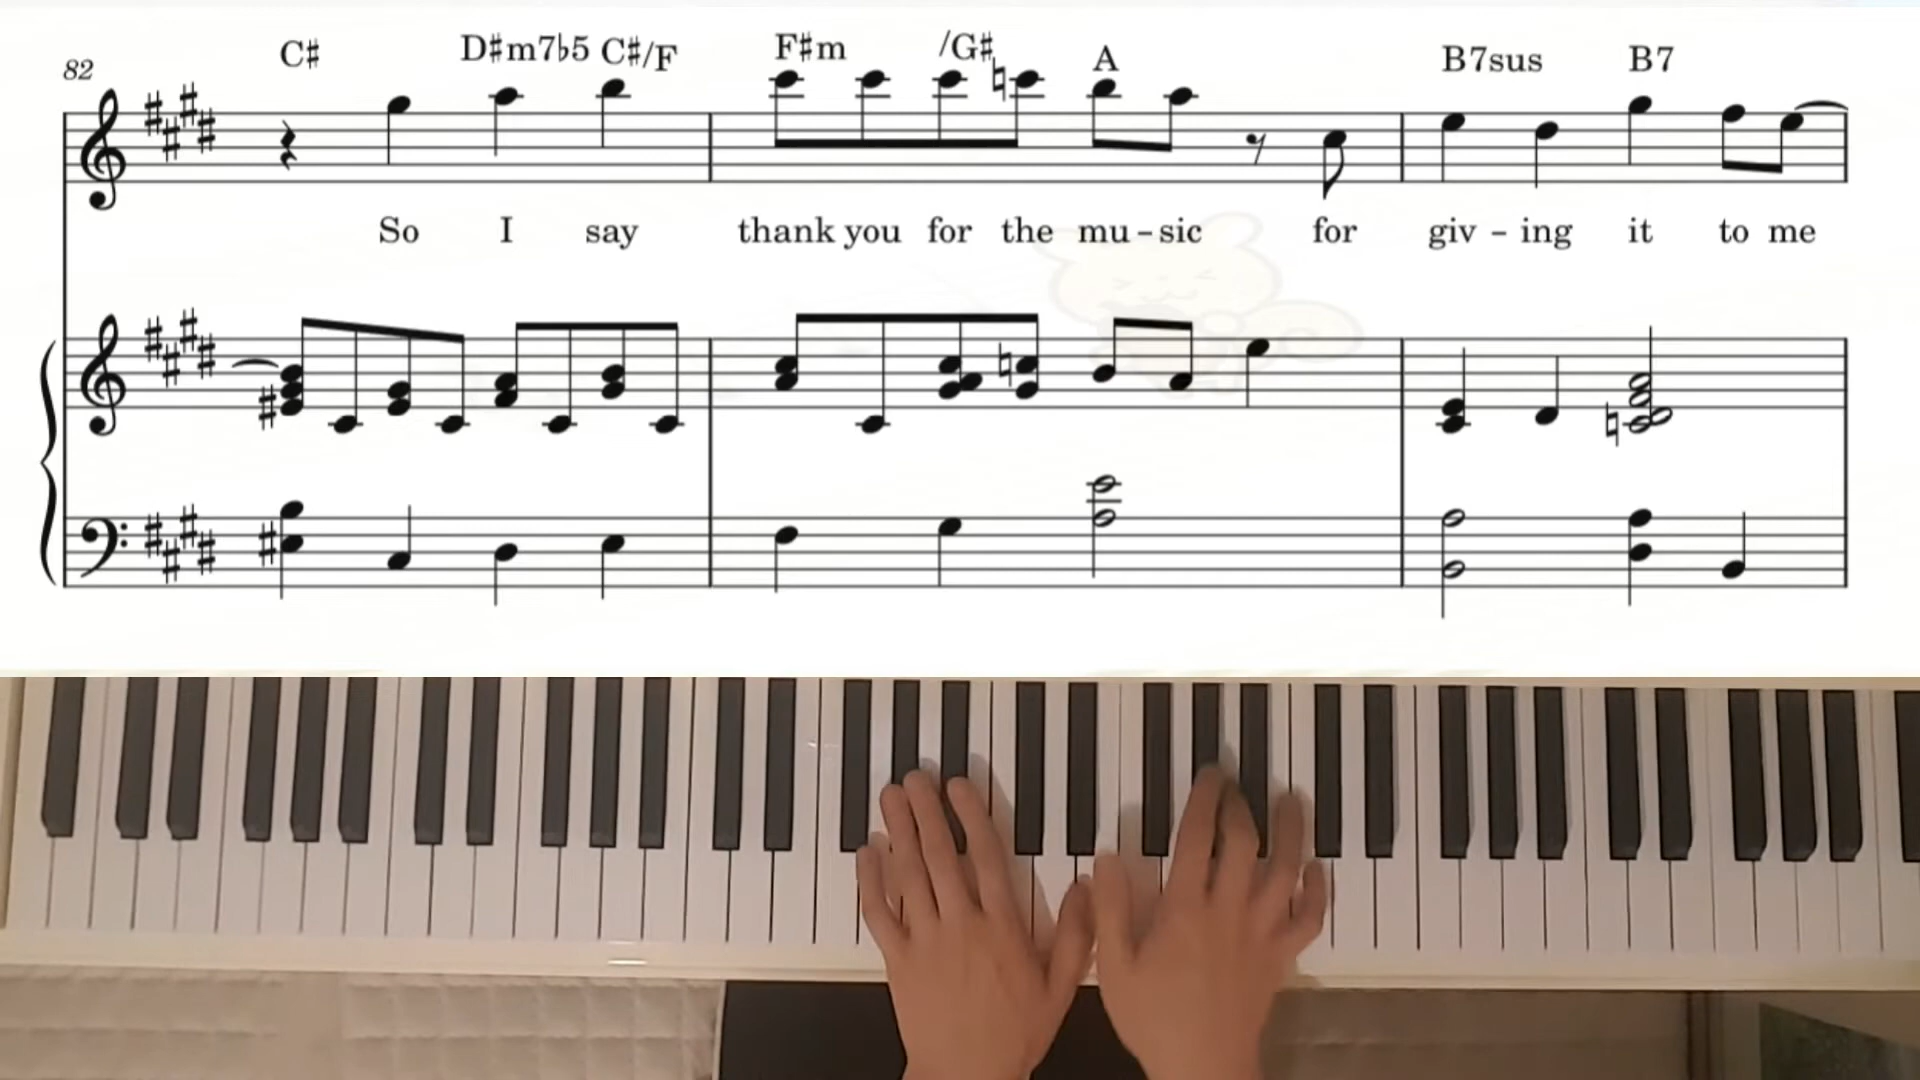 C♯ D♯m7♭5 C♯/F F♯m /G♯ A B7sus B7
82
So I say thank you for the mu-sic for giv-ing it to me